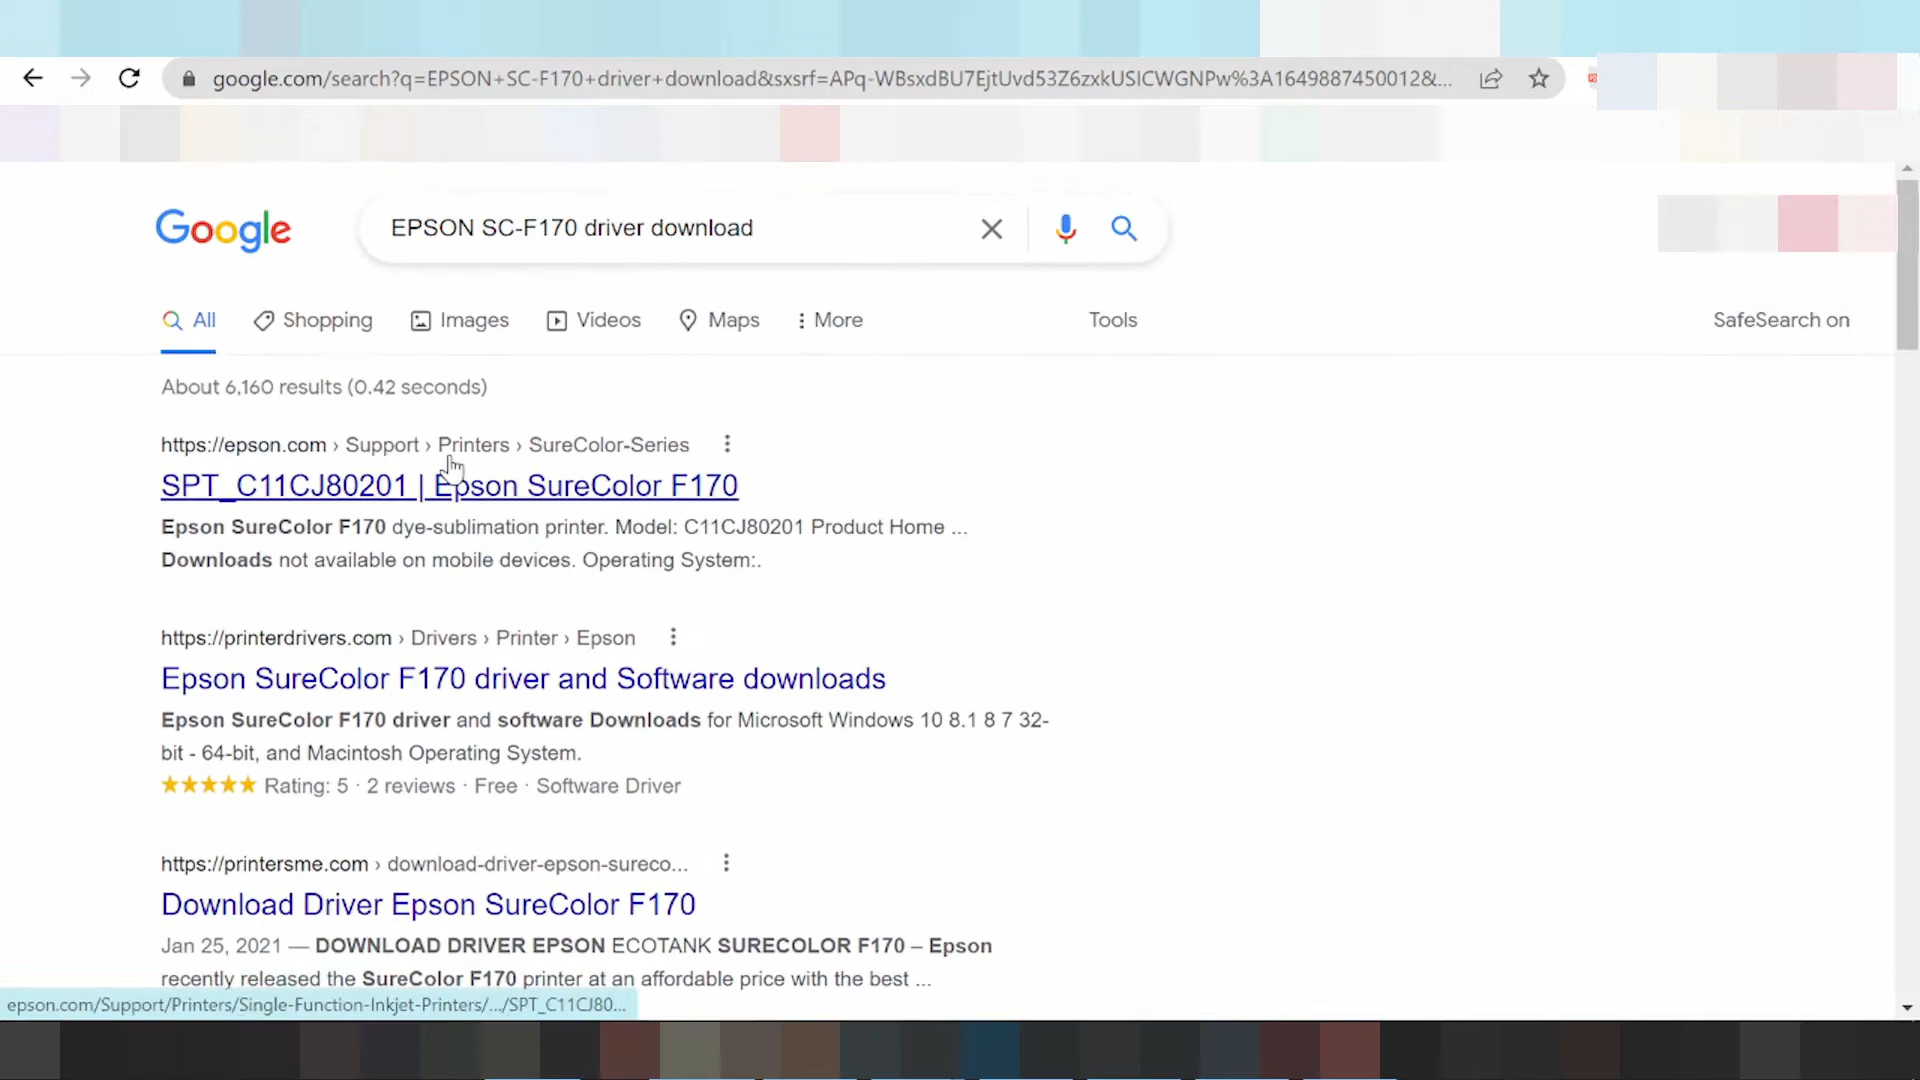 google.com/search?q=EPSON+SC-F170+driver+download&sxsrf=APq-WBsxdBU7EjtUvd53Z6zxkUSICWGNPw%3A1649887450012&...
Google
EPSON SC-F170 driver download
All Shopping Images Videos Maps More Tools SafeSearch on
About 6,160 results (0.42 seconds)
https://epson.com › Support › Printers › SureColor-Series
SPT_C11CJ80201 | Epson SureColor F170
Epson SureColor F170 dye-sublimation printer. Model: C11CJ80201 Product Home ...
Downloads not available on mobile devices. Operating System:.
https://printerdrivers.com › Drivers › Printer › Epson
Epson SureColor F170 driver and Software downloads
Epson SureColor F170 driver and software Downloads for Microsoft Windows 10 8.1 8 7 32-
bit - 64-bit, and Macintosh Operating System.
Rating: 5 · 2 reviews · Free · Software Driver
https://printersme.com › download-driver-epson-sureco...
Download Driver Epson SureColor F170
Jan 25, 2021 — DOWNLOAD DRIVER EPSON ECOTANK SURECOLOR F170 – Epson
recently released the SureColor F170 printer at an affordable price with the best ...
epson.com/Support/Printers/Single-Function-Inkjet-Printers/.../SPT_C11CJ80...